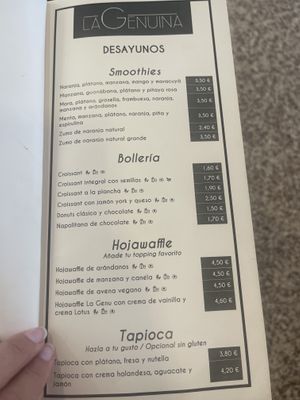 LA GENUINA
DESAYUNOS
Smoothies
Naranja, plátano, manzana, mango y maracuyá 3,50 €
Manzana, guanábana, plátano y pitaya rosa 3,50 €
Mora, plátano, grosella, frambuesa, naranja, 3,50 €
manzana y arándanos
Menta, manzana, plátano, naranja, piña y 3,50 €
espirulina
Zumo de naranja natural 2,40 €
Zumo de naranja natural grande 3,50 €
Bollería
Croissant 1,60 €
Croissant integral con semillas 1,70 €
Croissant a la plancha 1,90 €
Croissant con jamón york y queso 2,50 €
Donuts clásico y chocolate 1,50 €
Napolitana de chocolate 1,70 €
Hojawaffle
Añade tu topping favorito
Hojawaffle de arándanos 4,50 €
Hojawaffle de manzana y canela 4,50 €
Hojawaffle de avena vegano 4,50 €
Hojawaffle La Genu con crema de vainilla y 4,60 €
crema Lotus
Tapioca
Hazla a tu gusto / Opcional sin gluten
Tapioca con plátano, fresa y nutella 3,80 €
Tapioca con crema holandesa, aguacate y 4,20 €
jamón